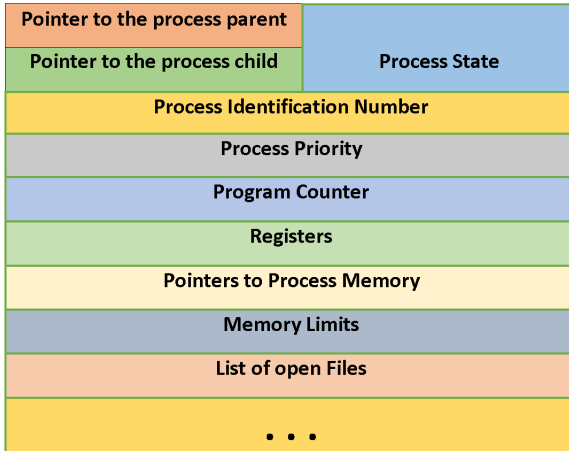 Pointer to the process parent
Pointer to the process child
Process State
Process Identification Number
Process Priority
Program Counter
Registers
Pointers to Process Memory
Memory Limits
List of open Files
. . .